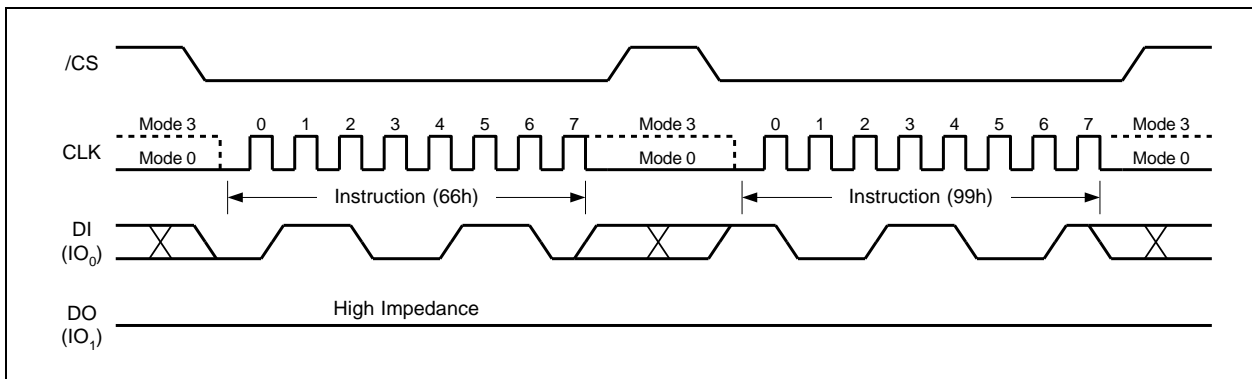 /CS
Mode 3 0 1 2 3 4 5 6 7 Mode 3 0 1 2 3 4 5 6 7 Mode 3
CLK Mode 0 Mode 0 Mode 0
Instruction (66h) Instruction (99h)
DI
(IO0)
High Impedance
DO
(IO1)